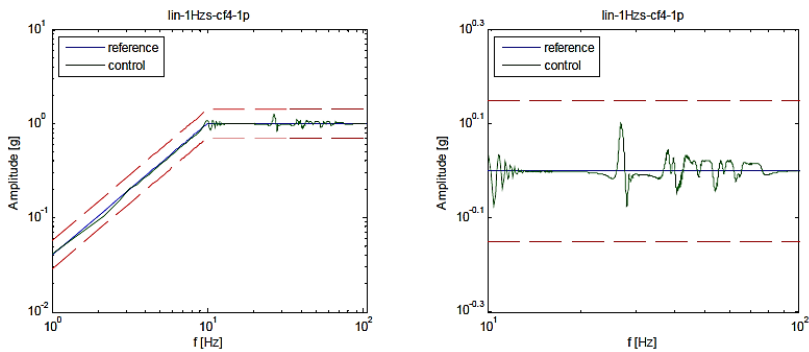 lin-1Hzs-cf4-1p
reference
control
Amplitude [g]
10^1
10^0
10^-1
10^-2
10^0
10^1
10^2
f [Hz]
lin-1Hzs-cf4-1p
reference
control
Amplitude [g]
10^0.3
10^0.1
10^-0.1
10^-0.3
10^1
10^2
f [Hz]